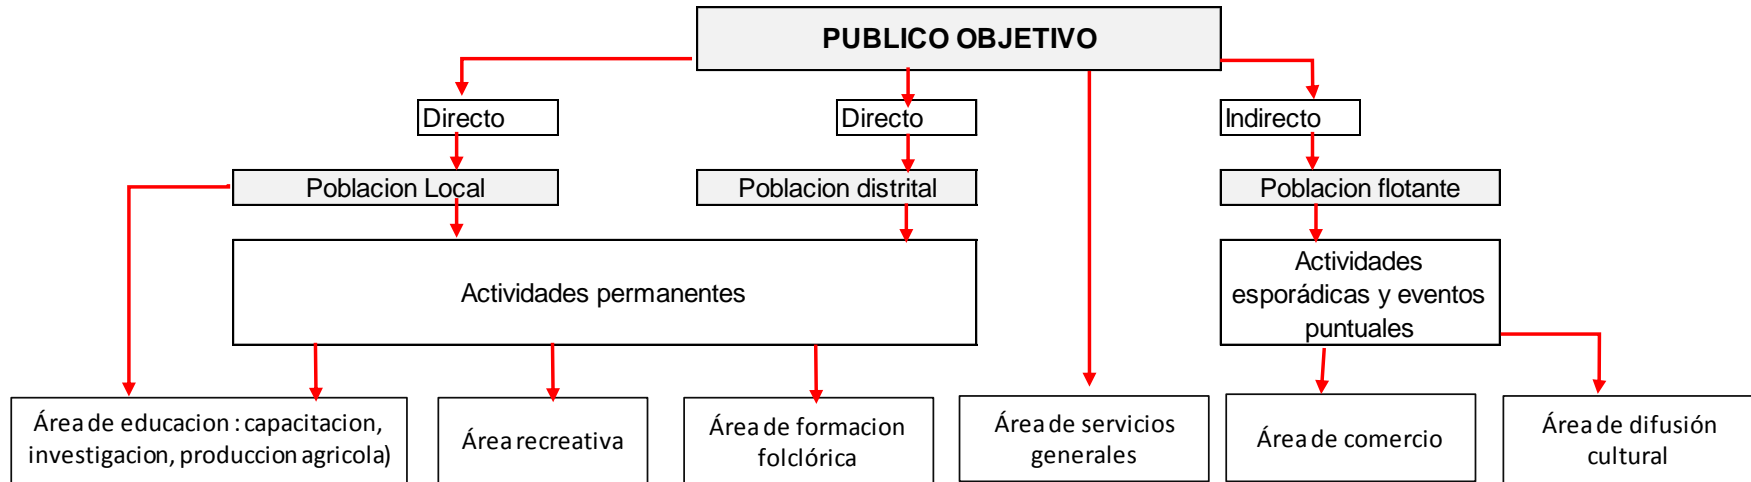 PUBLICO OBJETIVO
Directo
Directo
Indirecto
Poblacion Local
Poblacion distrital
Poblacion flotante
Actividades permanentes
Actividades
esporádicas y eventos
puntuales
Área de educacion : capacitacion,
investigacion, produccion agricola)
Área recreativa
Área de formacion
folclórica
Área de servicios
generales
Área de comercio
Área de difusión
cultural